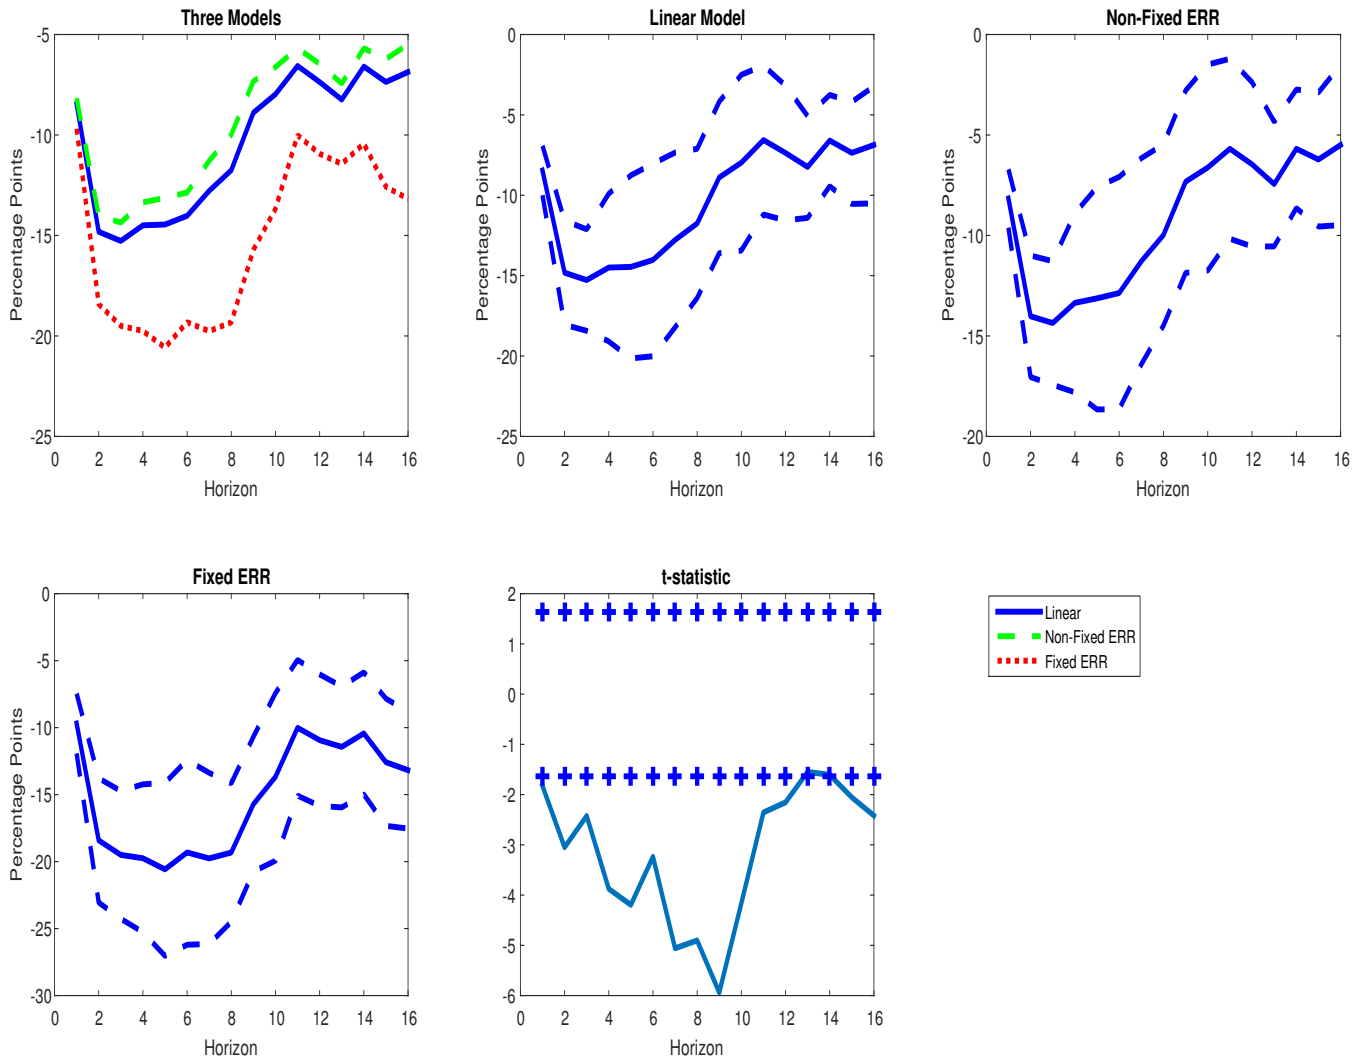 Three Models
Linear Model
Non-Fixed ERR
-5
-10
-15
-20
-25
Percentage Points
0 2 4 6 8 10 12 14 16
Horizon
0
-5
-10
-15
-20
-25
Percentage Points
0 2 4 6 8 10 12 14 16
Horizon
0
-5
-10
-15
-20
Percentage Points
0 2 4 6 8 10 12 14 16
Horizon
Fixed ERR
0
-5
-10
-15
-20
-25
-30
Percentage Points
0 2 4 6 8 10 12 14 16
Horizon
t-statistic
2
1
0
-1
-2
-3
-4
-5
-6
0 2 4 6 8 10 12 14 16
Horizon
Linear
Non-Fixed ERR
Fixed ERR